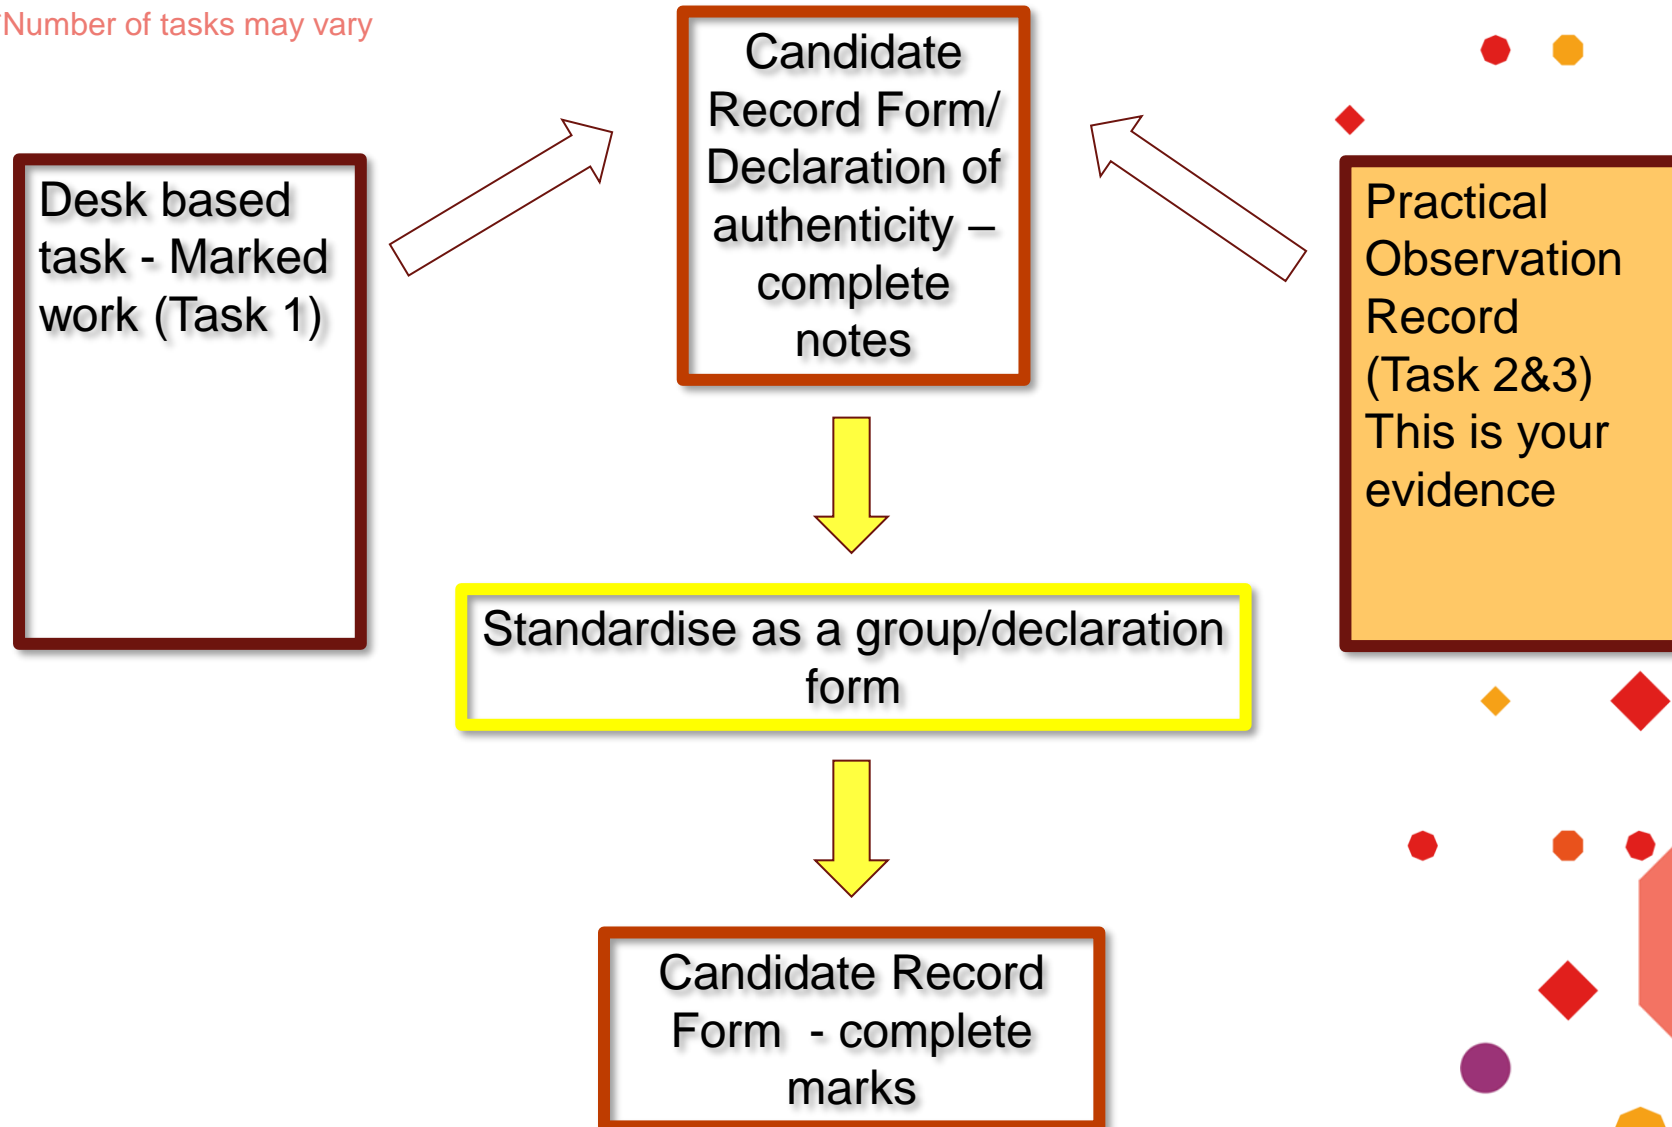 *Number of tasks may vary
Candidate
Record Form/
Declaration of
authenticity –
complete
notes
Desk based
task - Marked
work (Task 1)
Practical
Observation
Record
(Task 2&3)
This is your
evidence
Standardise as a group/declaration
form
Candidate Record
Form - complete
marks